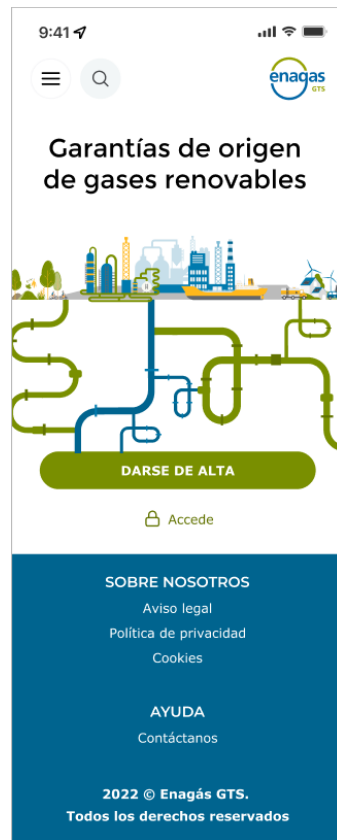 9:41
enagas
GTS
Garantías de origen
de gases renovables
DARSE DE ALTA
Accede
SOBRE NOSOTROS
Aviso legal
Política de privacidad
Cookies
AYUDA
Contáctanos
2022 © Enagás GTS.
Todos los derechos reservados